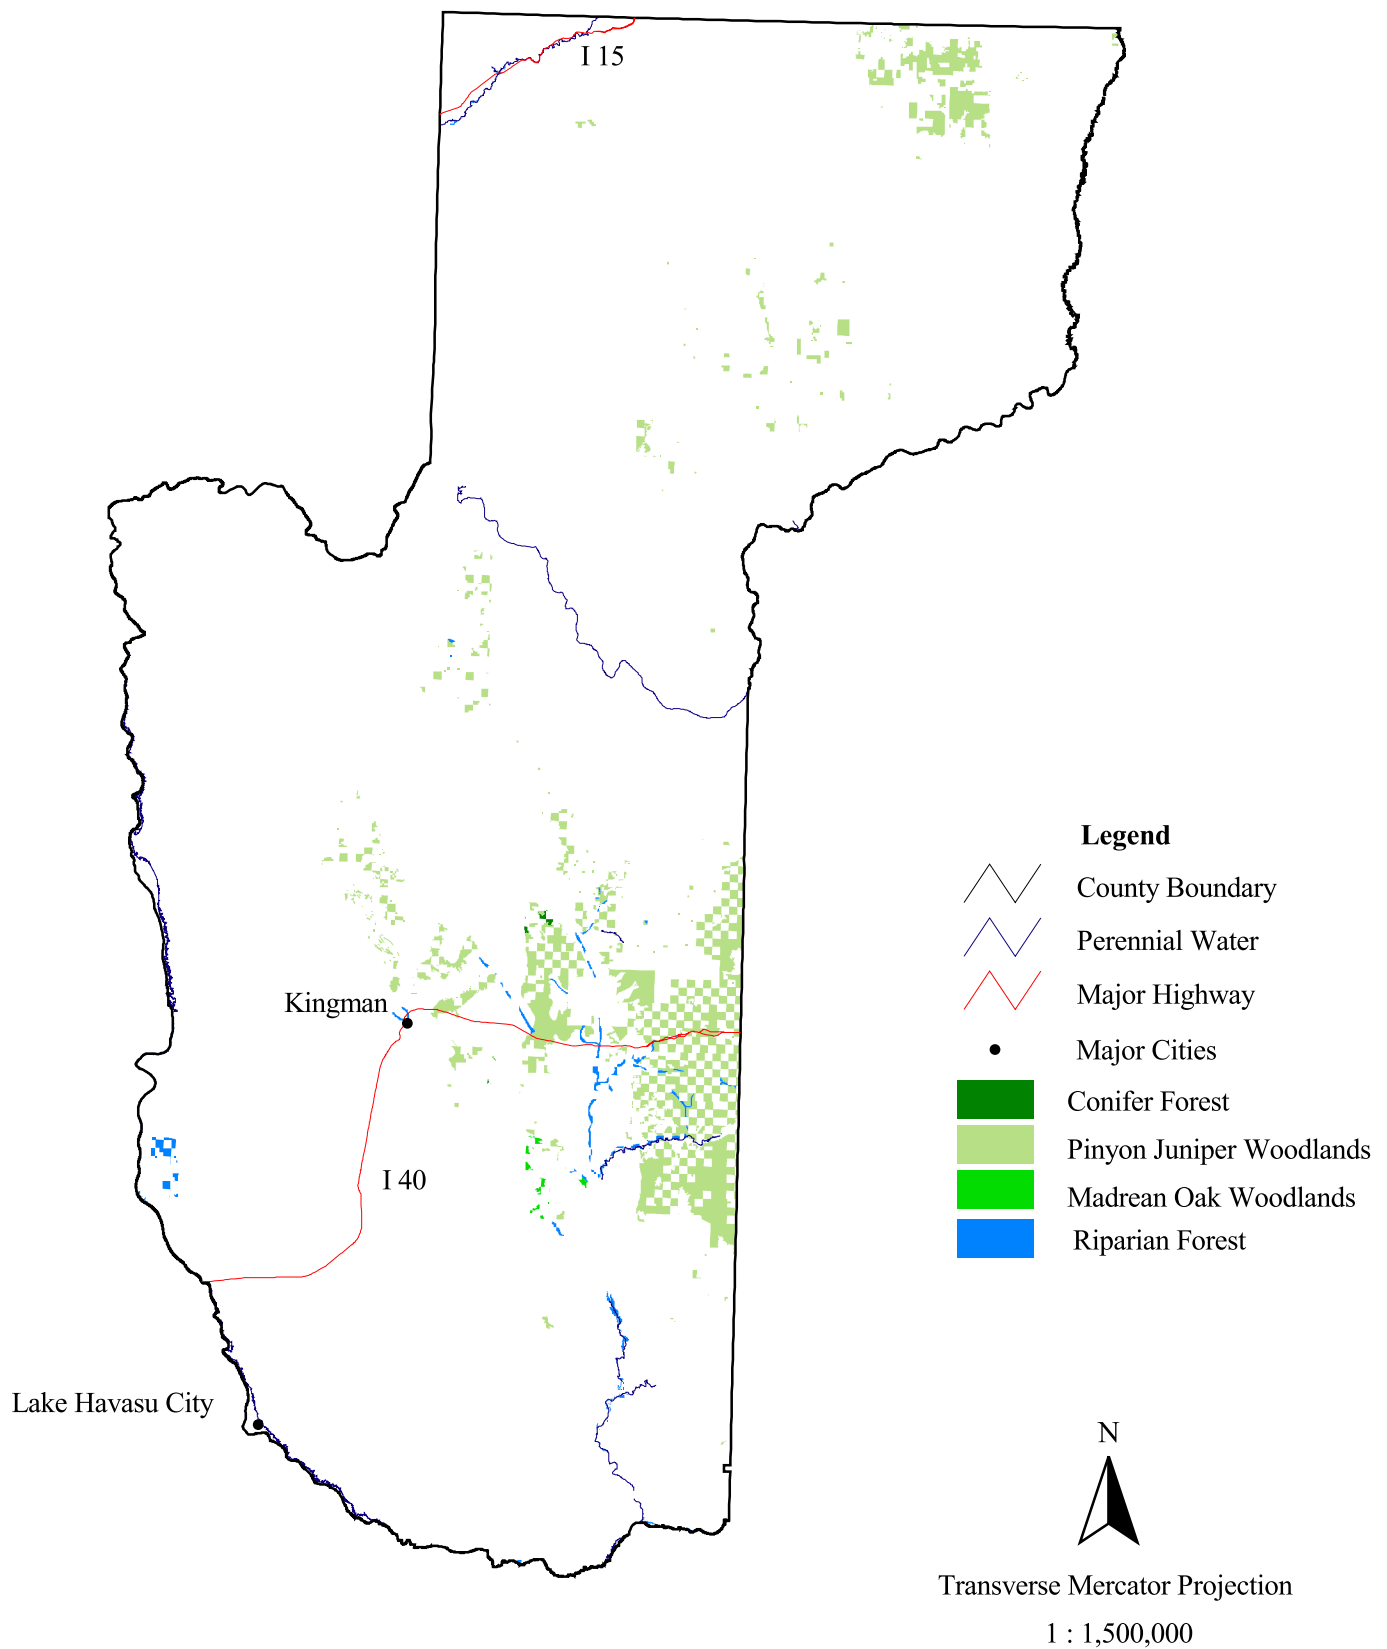 I 15
Kingman
I 40
Lake Havasu City
Legend
County Boundary
Perennial Water
Major Highway
Major Cities
Conifer Forest
Pinyon Juniper Woodlands
Madrean Oak Woodlands
Riparian Forest
N
Transverse Mercator Projection
1 : 1,500,000